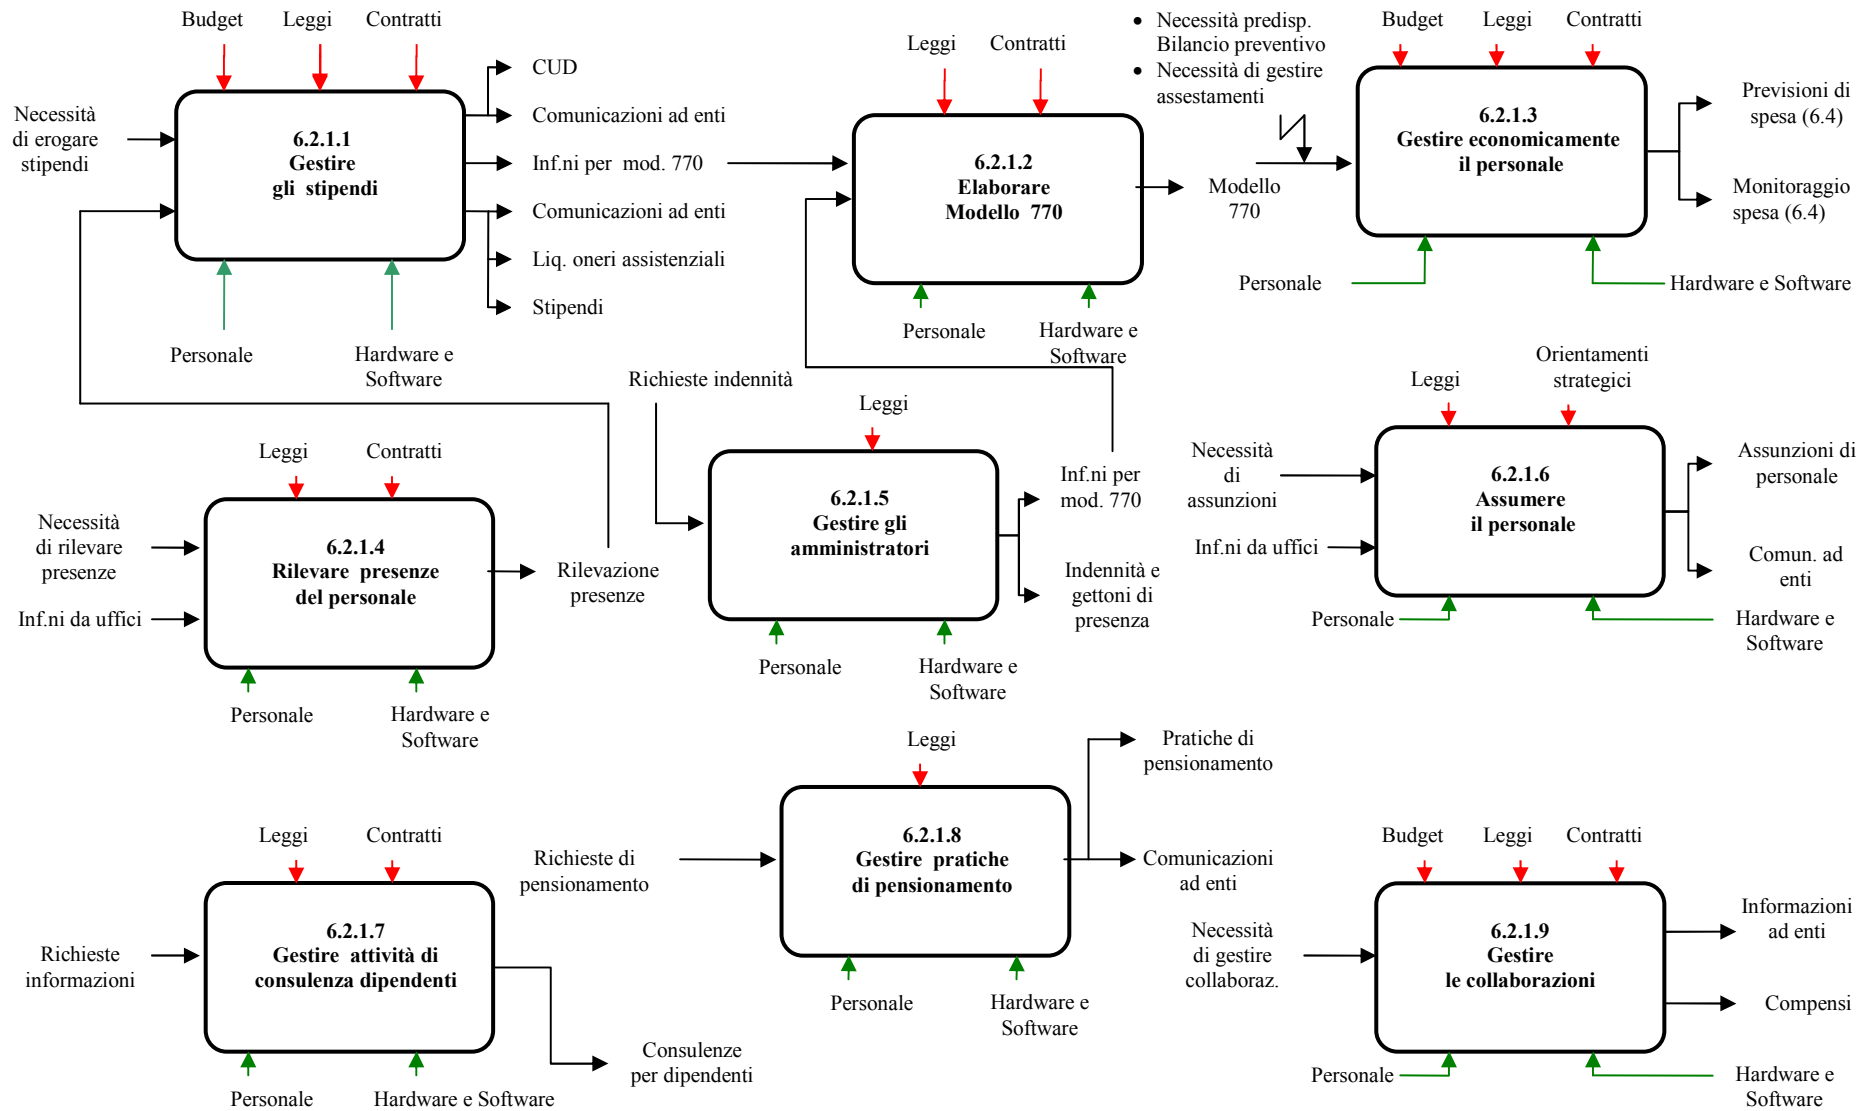 Budget
Leggi
Contratti
Necessità
di erogare
stipendi
6.2.1.1
Gestire
gli stipendi
CUD
Comunicazioni ad enti
Inf.ni per mod. 770
Comunicazioni ad enti
Liq. oneri assistenziali
Stipendi
Personale
Hardware e
Software
Leggi
Contratti
6.2.1.2
Elaborare
Modello 770
Modello
770
Personale
Hardware e
Software
• Necessità predisp.
Bilancio preventivo
• Necessità di gestire
assestamenti
Budget
Leggi
Contratti
6.2.1.3
Gestire economicamente
il personale
Previsioni di
spesa (6.4)
Monitoraggio
spesa (6.4)
Personale
Hardware e Software
Leggi
Contratti
Necessità
di rilevare
presenze
Inf.ni da uffici
6.2.1.4
Rilevare presenze
del personale
Rilevazione
presenze
Personale
Hardware e
Software
Richieste indennità
Leggi
6.2.1.5
Gestire gli
amministratori
Inf.ni per
mod. 770
Indennità e
gettoni di
presenza
Personale
Hardware e
Software
Leggi
Orientamenti
strategici
Necessità
di
assunzioni
Inf.ni da uffici
6.2.1.6
Assumere
il personale
Assunzioni di
personale
Comun. ad
enti
Personale
Hardware e
Software
Leggi
Contratti
Richieste
informazioni
6.2.1.7
Gestire attività di
consulenza dipendenti
Consulenze
per dipendenti
Personale
Hardware e Software
Leggi
Richieste di
pensionamento
6.2.1.8
Gestire pratiche
di pensionamento
Pratiche di
pensionamento
Comunicazioni
ad enti
Personale
Hardware e
Software
Budget
Leggi
Contratti
Necessità
di gestire
collaboraz.
6.2.1.9
Gestire
le collaborazioni
Informazioni
ad enti
Compensi
Personale
Hardware e
Software